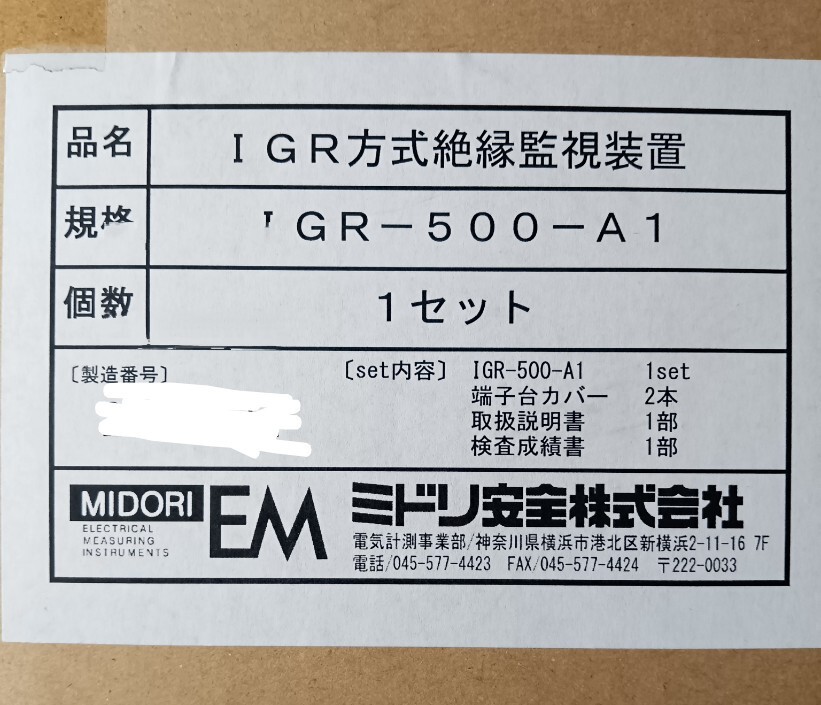 品名 IGR方式絶縁監視装置
規格 IGR-500-A1
個数 1セット
〔製造番号〕 〔set内容〕 IGR-500-A1 1set
端子台カバー 2本
取扱説明書 1部
検査成績書 1部
MIDORI EM ミドリ安全株式会社
ELECTRICAL
MEASURING
INSTRUMENTS
電気計測事業部/神奈川県横浜市港北区新横浜2-11-16 7F
電話/045-577-4423 FAX/045-577-4424 〒222-0033